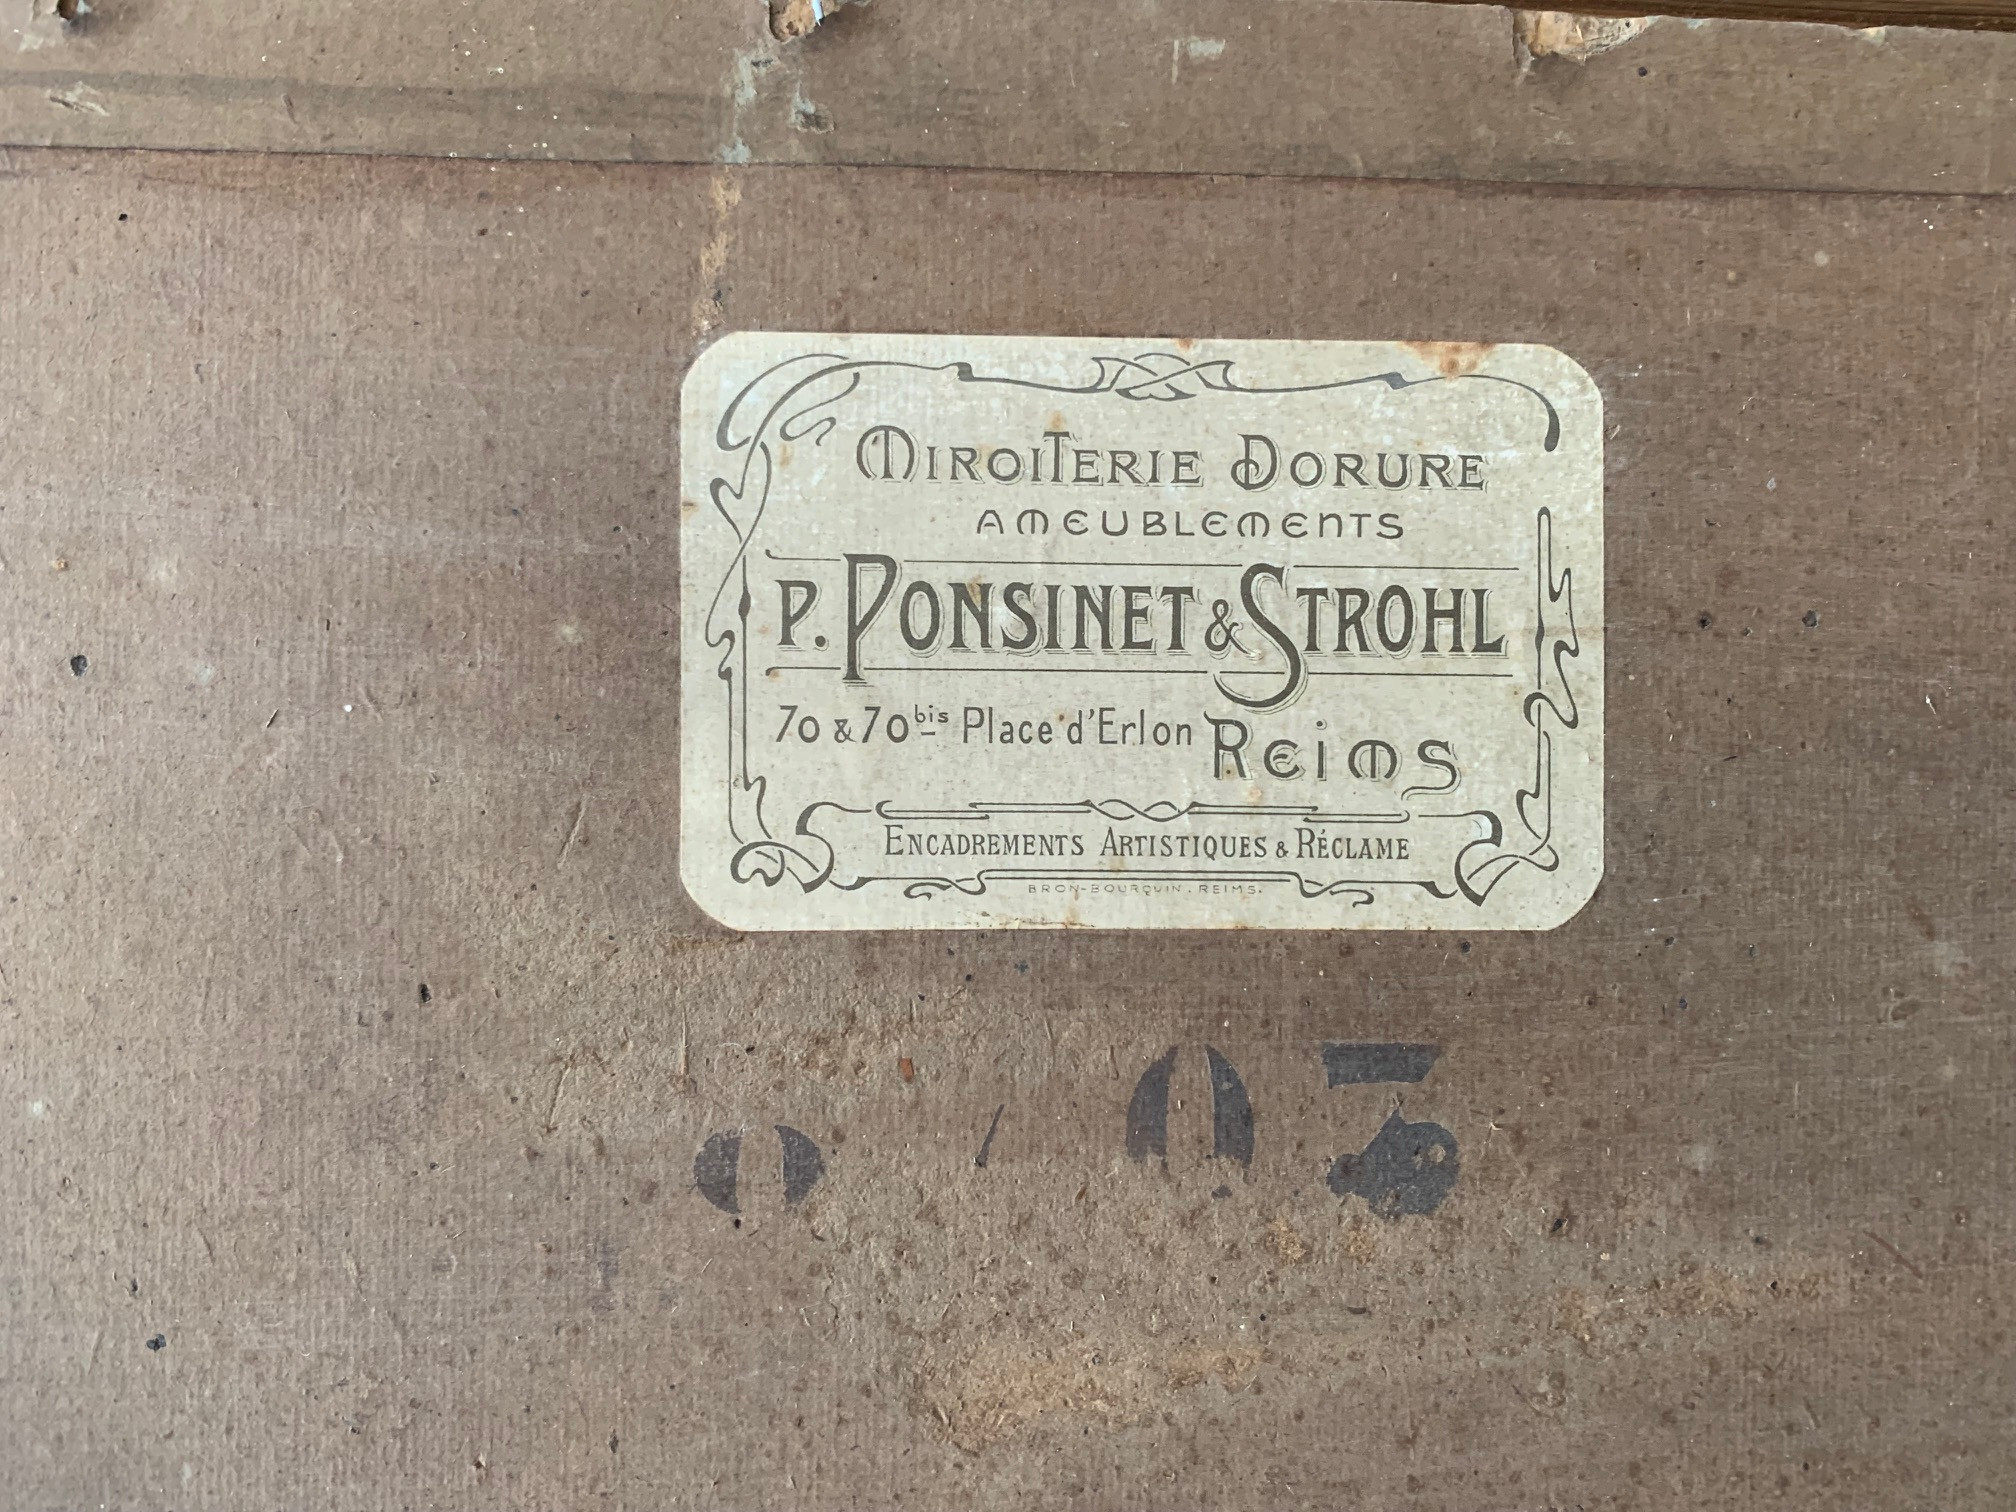 MIROITERIE DORURE
AMEUBLEMENTS
P. PONSINET & STROHL
70 & 70bis Place d'Erlon REIMS
ENCADREMENTS ARTISTIQUES & RÉCLAME
BRON-BOURQUIN. REIMS.